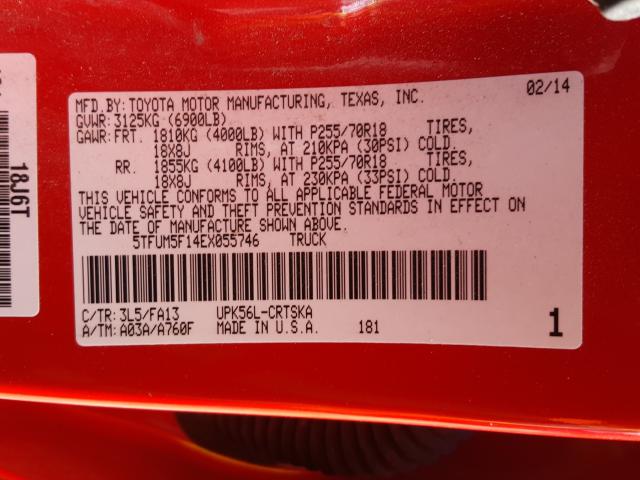 MFD.BY: TOYOTA MOTOR MANUFACTURING, TEXAS, INC. 02/14
GVWR: 3125KG (6900LB)
GAWR: FRT. 1810KG (4000LB) WITH P255/70R18 TIRES,
18X8J RIMS, AT 210KPA (30PSI) COLD.
RR. 1855KG (4100LB) WITH P255/70R18 TIRES,
18X8J RIMS, AT 230KPA (33PSI) COLD.
THIS VEHICLE CONFORMS TO ALL APPLICABLE FEDERAL MOTOR
VEHICLE SAFETY AND THEFT PREVENTION STANDARDS IN EFFECT ON
THE DATE OF MANUFACTURE SHOWN ABOVE.
5TFUM5F14EX055746 TRUCK
C/TR: 3L5/FA13 UPK56L-CRTSKA
A/TM: A03A/A760F MADE IN U.S.A. 181 1
18J6T